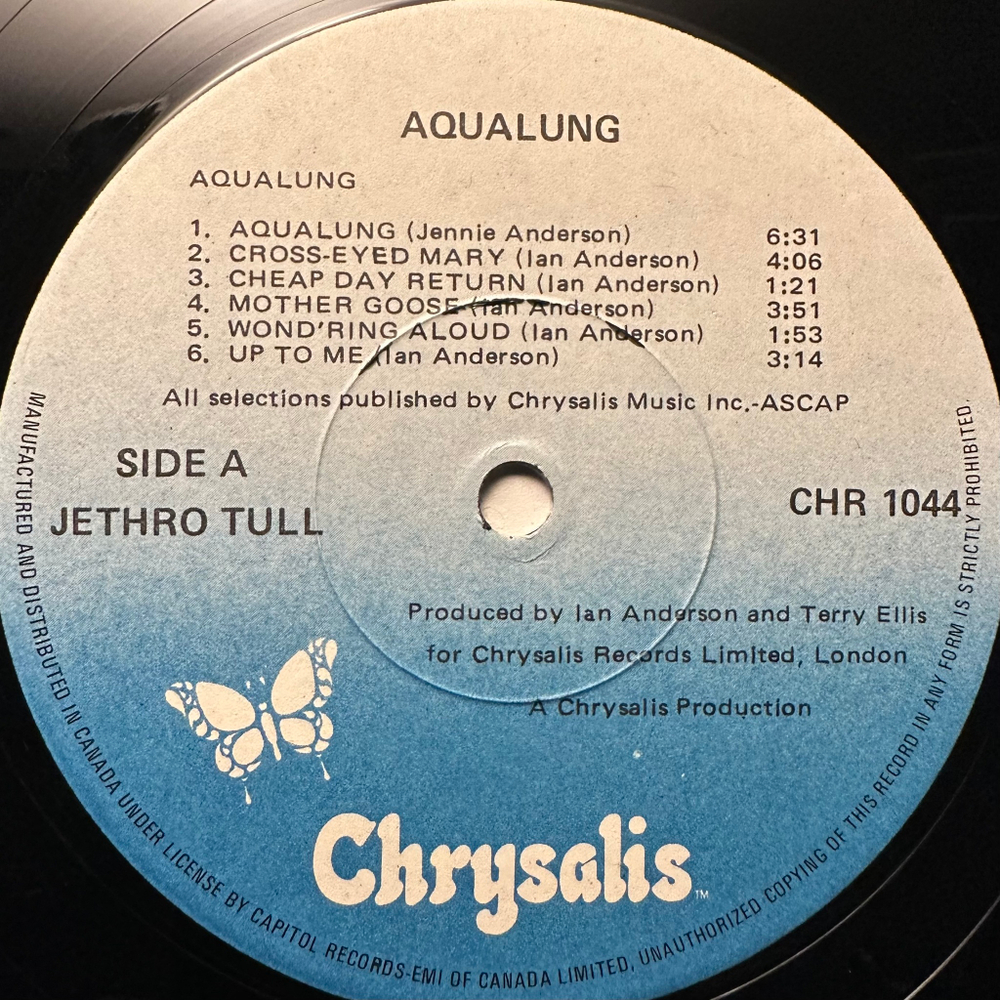 AQUALUNG
AQUALUNG
1. AQUALUNG (Jennie Anderson) 6:31
2. CROSS-EYED MARY (Ian Anderson) 4:06
3. CHEAP DAY RETURN (Ian Anderson) 1:21
4. MOTHER GOOSE (Ian Anderson) 3:51
5. WOND'RING ALOUD (Ian Anderson) 1:53
6. UP TO ME (Ian Anderson) 3:14
All selections published by Chrysalis Music Inc.-ASCAP
SIDE A
JETHRO TULL
CHR 1044
Produced by Ian Anderson and Terry Ellis
for Chrysalis Records Limited, London
A Chrysalis Production
Chrysalis™
MANUFACTURED AND DISTRIBUTED IN CANADA UNDER LICENSE BY CAPITOL RECORDS-EMI OF CANADA LIMITED, UNAUTHORIZED COPYING OF THIS RECORD IN ANY FORM IS STRICTLY PROHIBITED.